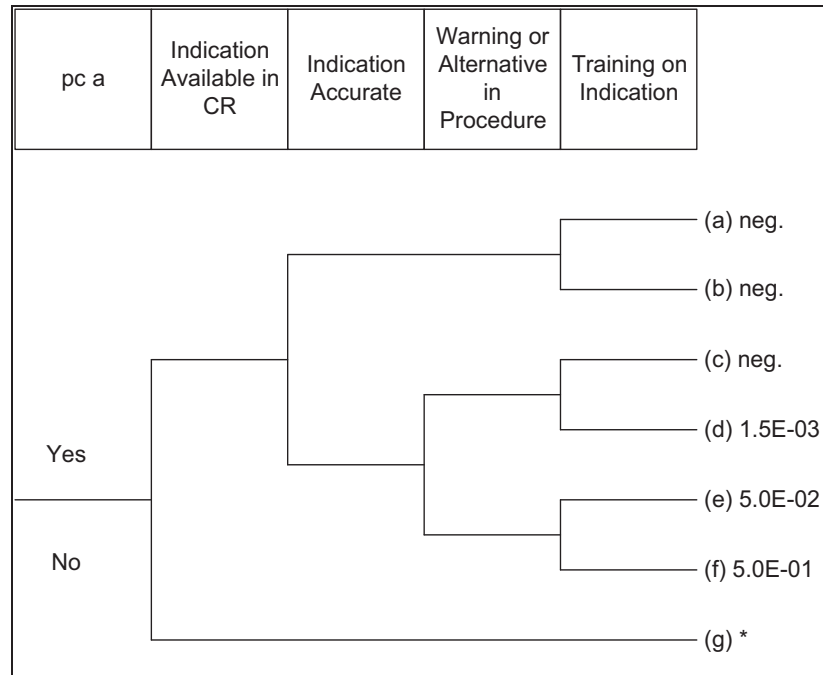 pc a
Indication
Available in
CR
Indication
Accurate
Warning or
Alternative
in
Procedure
Training on
Indication
(a) neg.
(b) neg.
(c) neg.
(d) 1.5E-03
Yes
(e) 5.0E-02
No
(f) 5.0E-01
(g) *